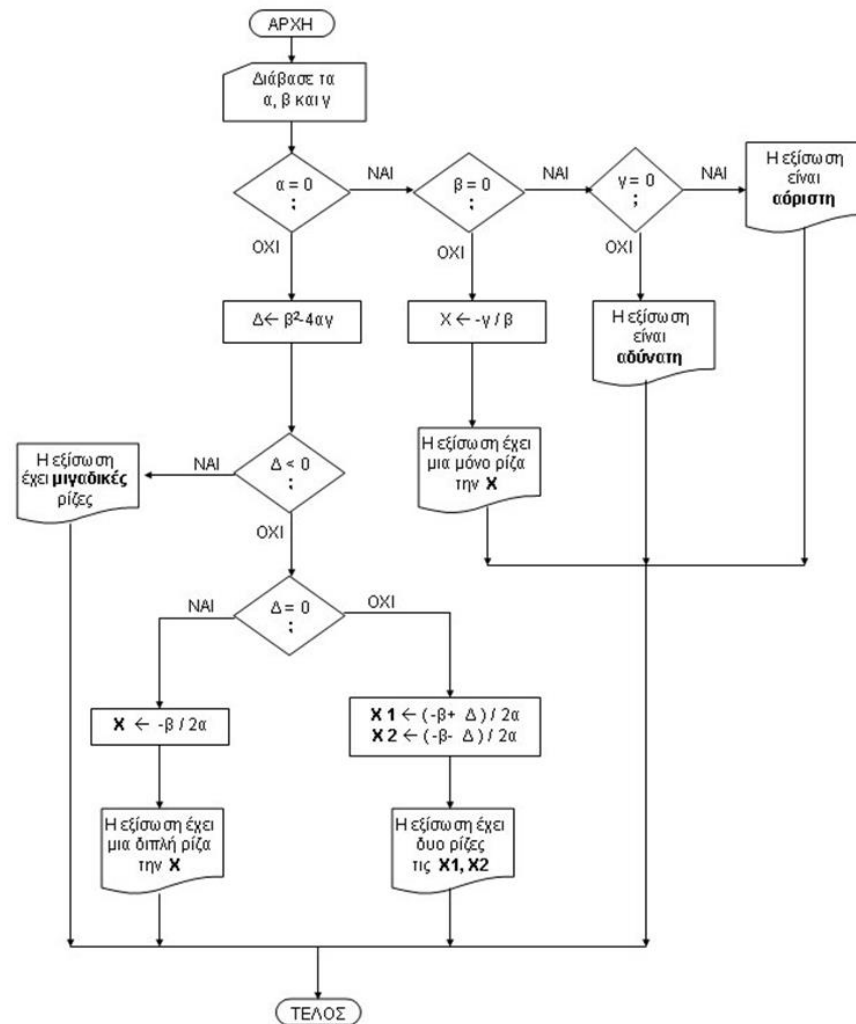 ΑΡΧΗ
Διάβασε τα
α, β και γ
α = 0
;
ΝΑΙ
ΟΧΙ
β = 0
;
ΝΑΙ
ΟΧΙ
γ = 0
;
ΝΑΙ
ΟΧΙ
Η εξίσωση
είναι
αόριστη
Δ← β²-4αγ
Χ ← -γ / β
Η εξίσωση
είναι
αδύνατη
Δ < 0
;
ΝΑΙ
ΟΧΙ
Η εξίσωση
έχει μιγαδικές
ρίζες
Η εξίσωση έχει
μια μόνο ρίζα
την Χ
Δ = 0
;
ΝΑΙ
ΟΧΙ
Χ ← -β / 2α
Χ 1 ← (-β+ Δ ) / 2α
Χ 2 ← (-β- Δ ) / 2α
Η εξίσωση έχει
μια διπλή ρίζα
την Χ
Η εξίσωση έχει
δυο ρίζες
τις Χ1, Χ2
ΤΕΛΟΣ